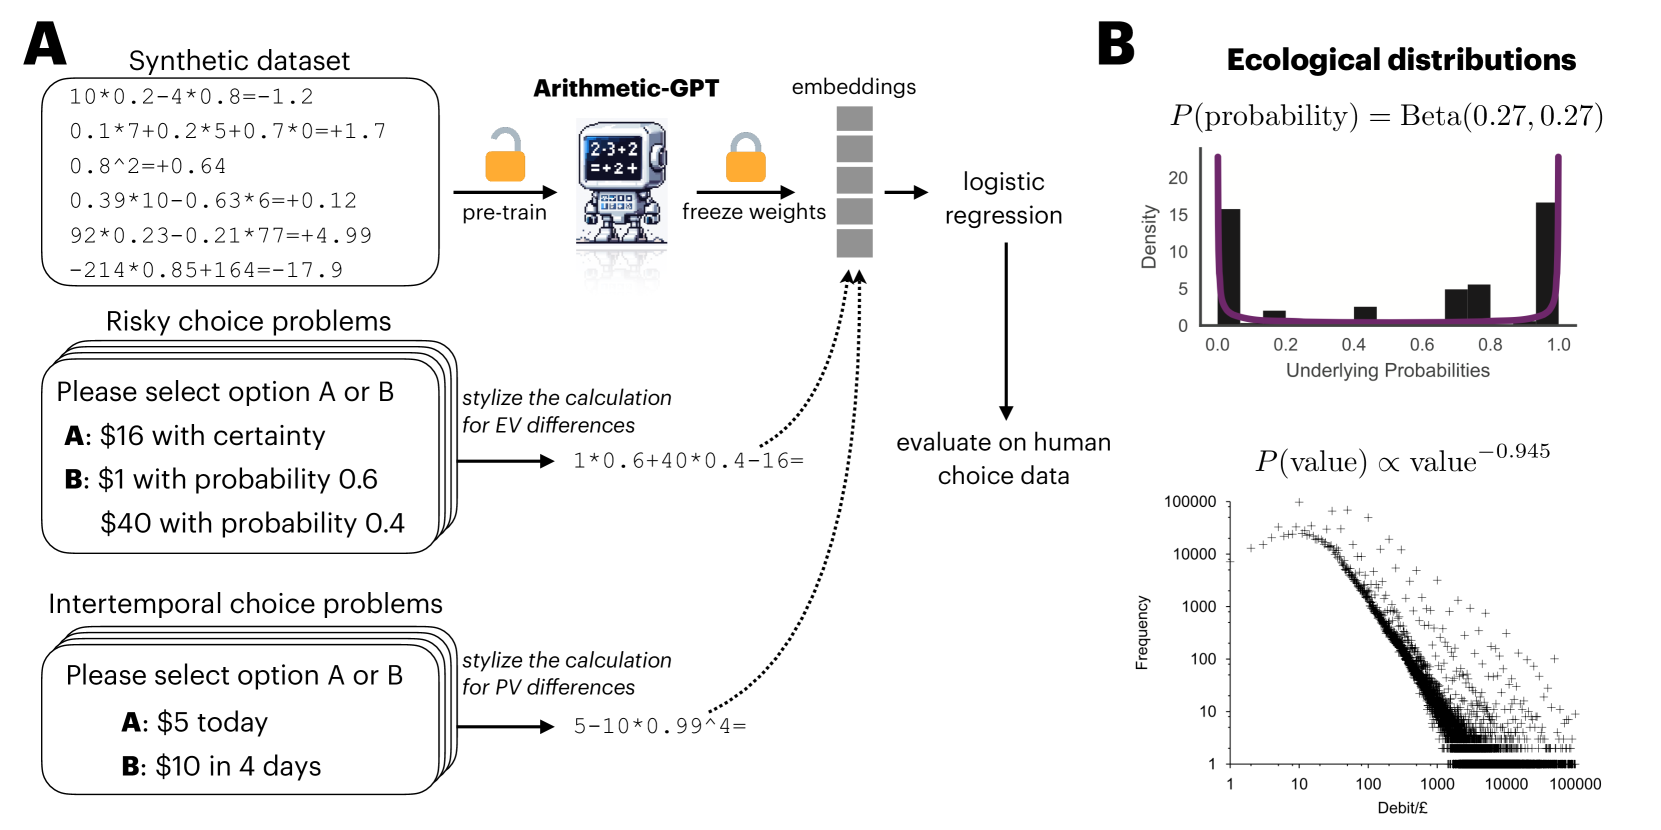 A
Synthetic dataset
10*0.2-4*0.8=-1.2
0.1*7+0.2*5+0.7*0=+1.7
0.8^2=+0.64
0.39*10-0.63*6=+0.12
92*0.23-0.21*77=+4.99
-214*0.85+164=-17.9
pre-train
Arithmetic-GPT
2·3+2
=+2+
freeze weights
embeddings
logistic
regression
evaluate on human
choice data
Risky choice problems
Please select option A or B
A: $16 with certainty
B: $1 with probability 0.6
$40 with probability 0.4
stylize the calculation
for EV differences
1*0.6+40*0.4-16=
Intertemporal choice problems
Please select option A or B
A: $5 today
B: $10 in 4 days
stylize the calculation
for PV differences
5-10*0.99^4=
B
Ecological distributions
P(probability) = Beta(0.27, 0.27)
Density
20
15
10
5
0
0.0 0.2 0.4 0.6 0.8 1.0
Underlying Probabilities
P(value) ∝ value^−0.945
Frequency
100000
10000
1000
100
10
1
1 10 100 1000 10000 100000
Debit/£